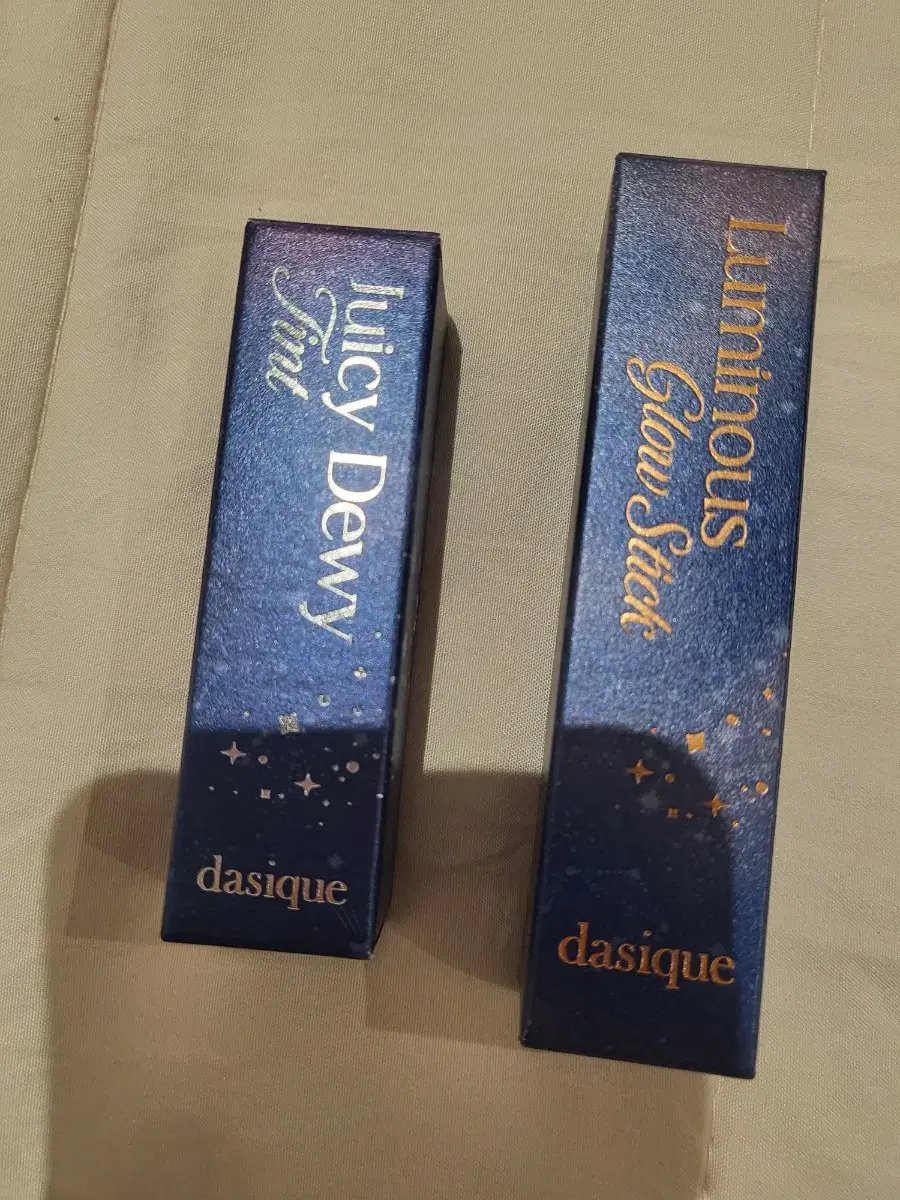 Juicy Dewy
Tint
dasique
Luminous
Glow Stick
dasique